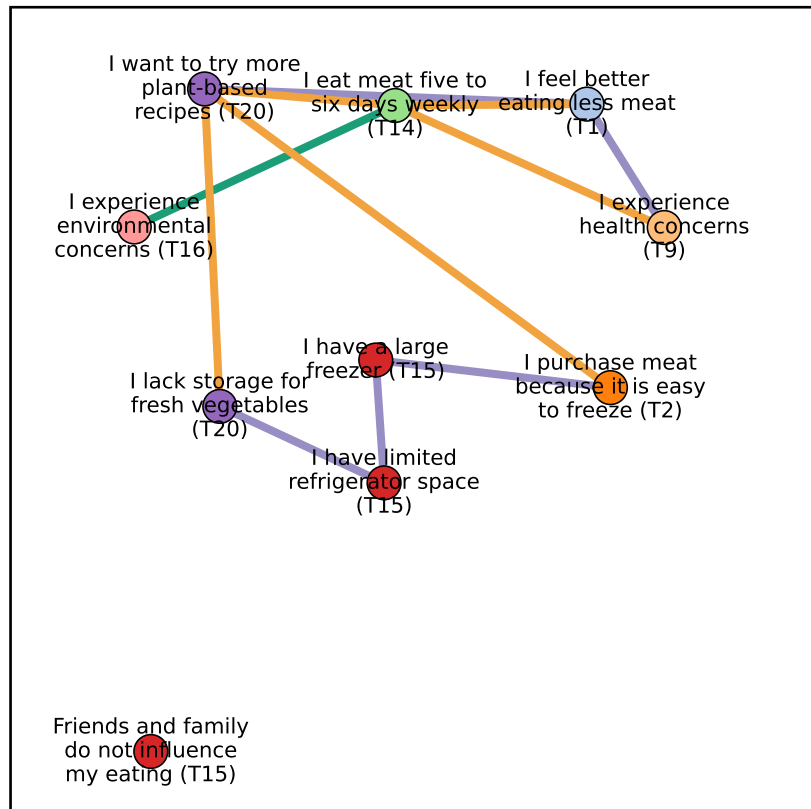 I want to try more
plant-based
recipes (T20)
I eat meat five to
six days weekly
(T14)
I feel better
eating less meat
(T1)
I experience
environmental
concerns (T16)
I experience
health concerns
(T9)
I have a large
freezer (T15)
I purchase meat
because it is easy
to freeze (T2)
I lack storage for
fresh vegetables
(T20)
I have limited
refrigerator space
(T15)
Friends and family
do not influence
my eating (T15)